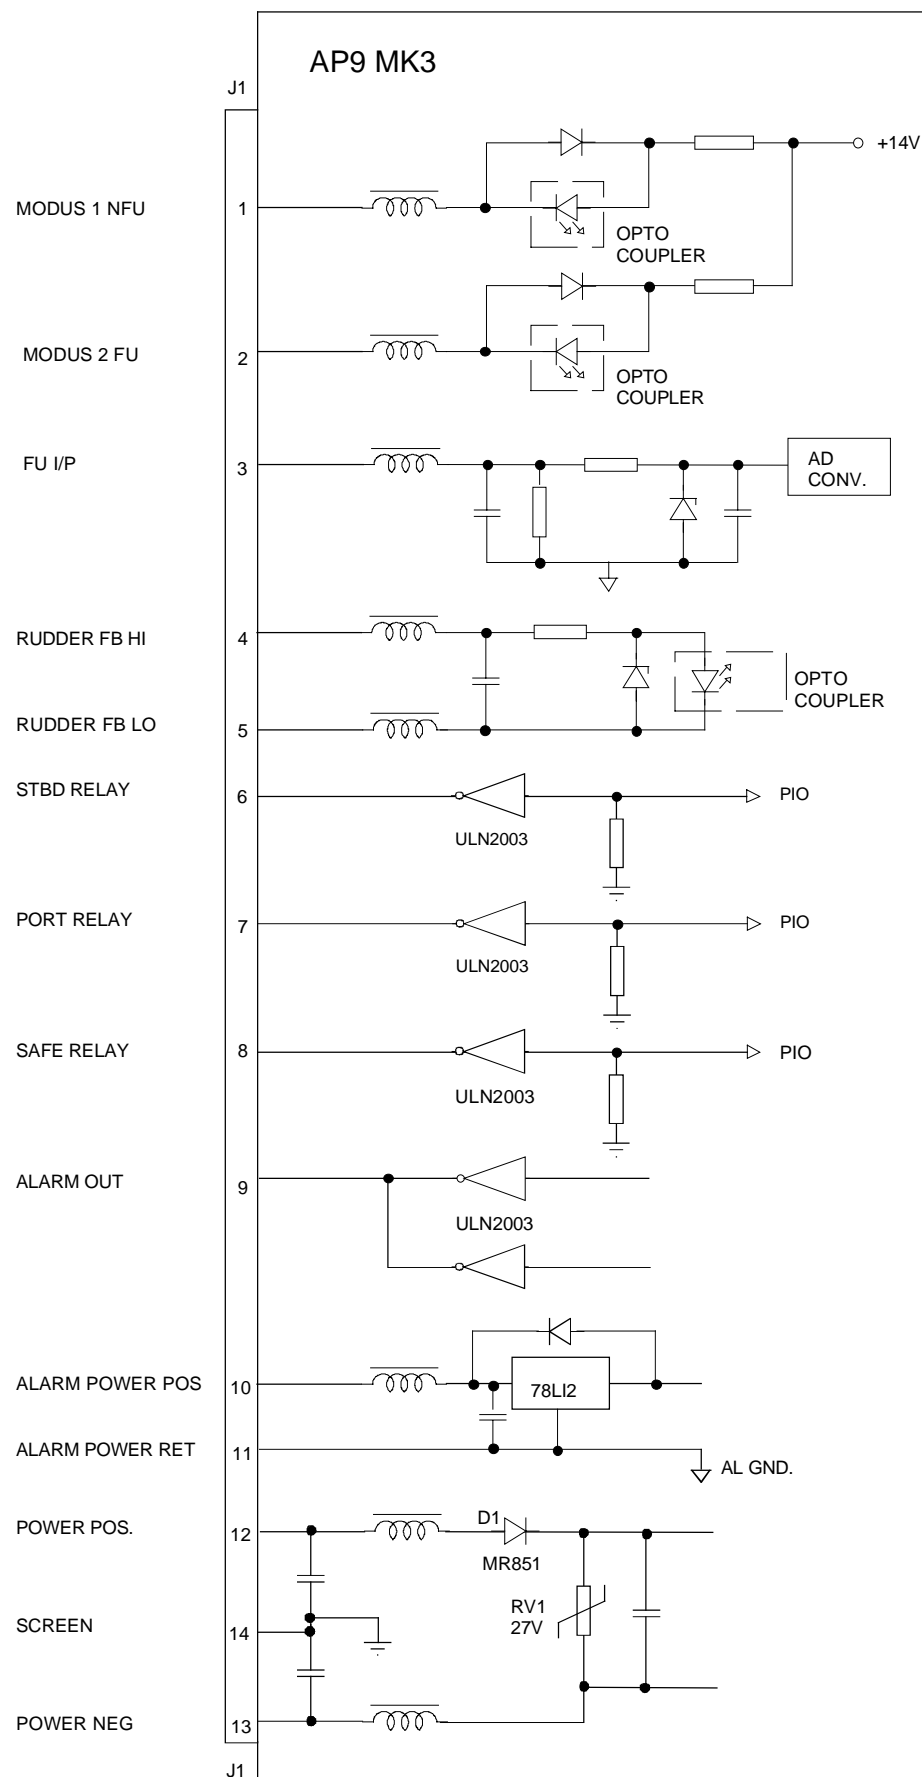 AP9 MK3
J1
+14V
MODUS 1 NFU
1
OPTO
COUPLER
MODUS 2 FU
2
OPTO
COUPLER
FU I/P
3
AD
CONV.
RUDDER FB HI
4
OPTO
COUPLER
RUDDER FB LO
5
STBD RELAY
6
PIO
ULN2003
PORT RELAY
7
PIO
ULN2003
SAFE RELAY
8
PIO
ULN2003
ALARM OUT
9
ULN2003
ALARM POWER POS
10
78LI2
ALARM POWER RET
11
AL GND.
POWER POS.
12
D1
MR851
RV1
27V
SCREEN
14
POWER NEG
13
J1